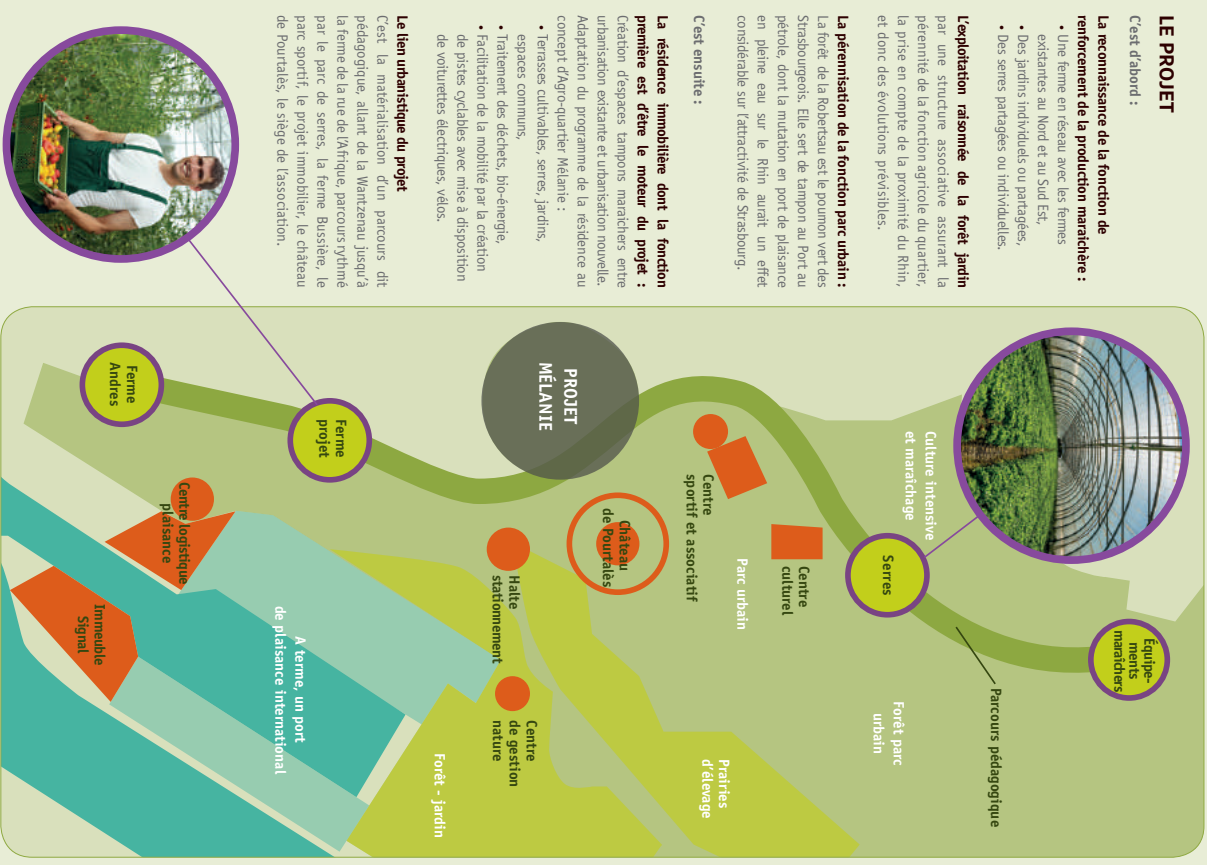 LE PROJET
C'est d'abord :
La reconnaissance de la fonction de
renforcement de la production maraichère :
• Une ferme en réseau avec les fermes
existantes au Nord et au Sud Est,
• Des jardins individuels ou partagées,
• Des serres partagées ou individuelles.
L'exploitation raisonnée de la forêt jardin
par une structure associative assurant la
pérennité de la fonction agricole du quartier,
la prise en compte de la proximité du Rhin,
et donc des évolutions prévisibles.
La pérennisation de la fonction parc urbain :
La forêt de la Robertsau est le poumon vert des
Strasbourgeois. Elle sert de tampon au Port au
pétrole, dont la mutation en port de plaisance
en pleine eau sur le Rhin aurait un effet
considérable sur l'attractivité de Strasbourg.
C'est ensuite :
La résidence immobilière dont la fonction
première est d'être le moteur du projet :
Création d'espaces tampons maraichers entre
urbanisation existante et urbanisation nouvelle.
Adaptation du programme de la résidence au
concept d'Agro-quartier Mélanie :
• Terrasses cultivables, serres, jardins,
espaces communs,
• Traitement des déchets, bio-énergie,
• Facilitation de la mobilité par la création
de pistes cyclables avec mise à disposition
de voiturettes électriques, vélos.
Le lien urbanistique du projet
C'est la matérialisation d'un parcours dit
pédagogique, allant de la Wantzenau jusqu'à
la ferme de la rue de l'Afrique, parcours rythmé
par le parc de serres, la ferme Bussière, le
parc sportif, le projet immobilier, le château
de Pourtalès, le siège de l'association.
Équipe-
ments
maraîchers
Parcours pédagogique
Culture intensive
et maraîchage
Serres
Forêt parc
urbain
Centre
culturel
Parc urbain
Centre
sportif et associatif
Prairies
d'élevage
Château
de Pourtalès
PROJET
MÉLANIE
Halte
stationnement
Centre
de gestion
nature
Forêt - jardin
Ferme
projet
A terme, un port
de plaisance international
Centre logistique
plaisance
Ferme
Andres
Immeuble
Signal